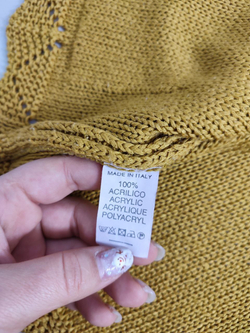 MADE IN ITALY
100%
ACRILICO
ACRYLIC
ACRYLIQUE
POLYACRYL